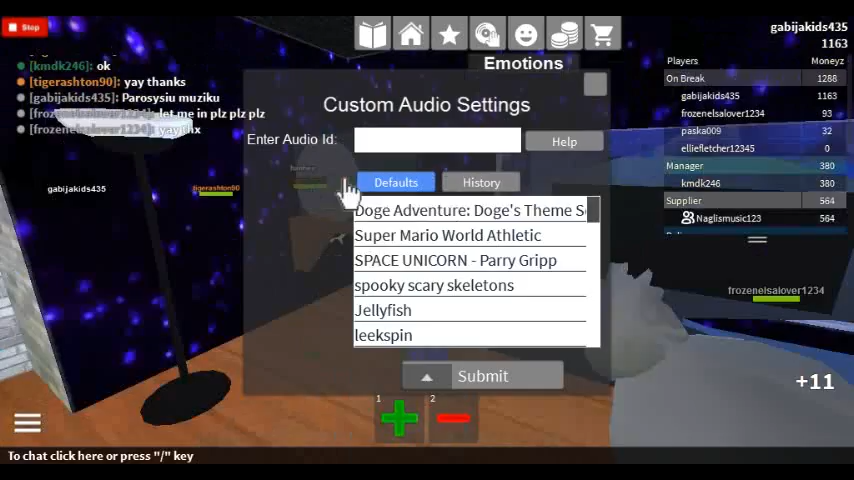 Stop
gabijakids435
1163
[kmdk246]: ok
[tigerashton90]: yay thanks
[gabijakids435]: Parosysiu muziku
[frozenelsalover1234]: let me in plz plz plz
[frozenelsalover1234]: yay thx
Emotions
Custom Audio Settings
Enter Audio Id:
Help
Defaults
History
Doge Adventure: Doge's Theme S
Super Mario World Athletic
SPACE UNICORN - Parry Gripp
spooky scary skeletons
Jellyfish
leekspin
Submit
Players Moneyz
On Break 1288
gabijakids435 1163
frozenelsalover1234 93
paska009 32
elliefletcher12345 0
Manager 380
kmdk246 380
Supplier 564
Naglismusic123 564
gabijakids435
tigerashton90
frozenelsalover1234
+11
1
2
To chat click here or press "/" key